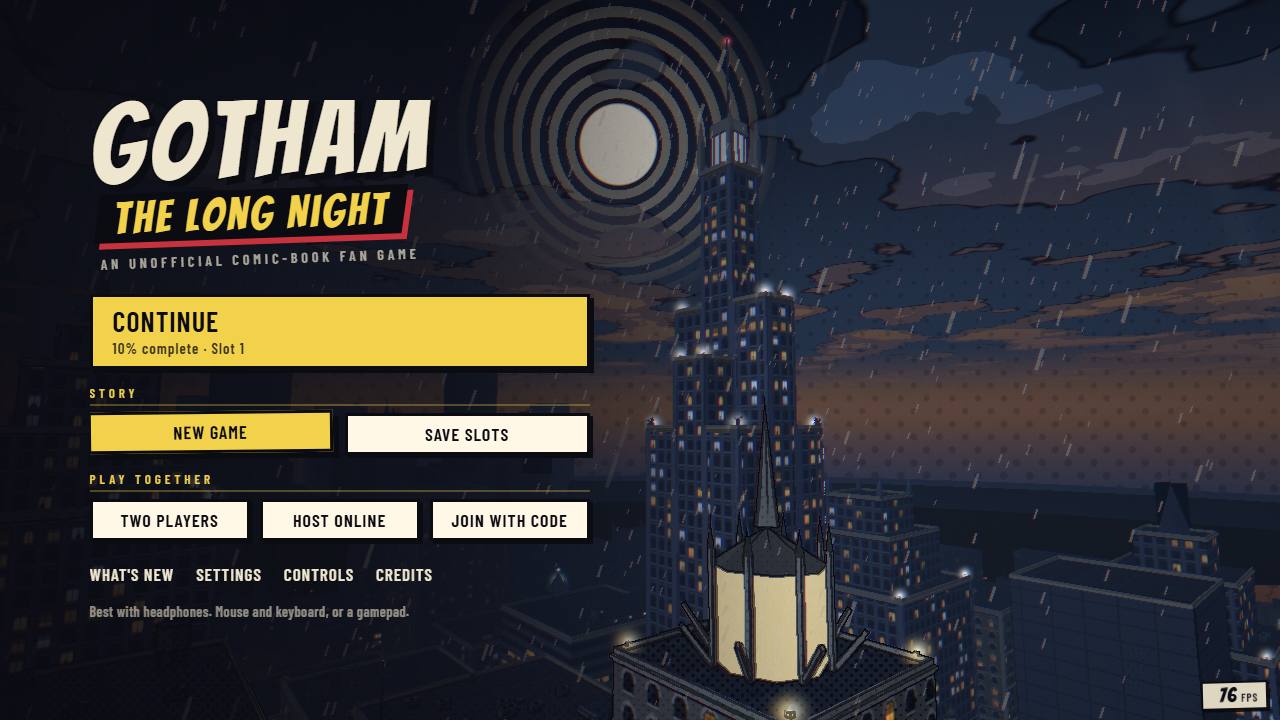 GOTHAM
THE LONG NIGHT
AN UNOFFICIAL COMIC-BOOK FAN GAME
CONTINUE
10% complete · Slot 1
STORY
NEW GAME
SAVE SLOTS
PLAY TOGETHER
TWO PLAYERS
HOST ONLINE
JOIN WITH CODE
WHAT'S NEW
SETTINGS
CONTROLS
CREDITS
Best with headphones. Mouse and keyboard, or a gamepad.
76 FPS